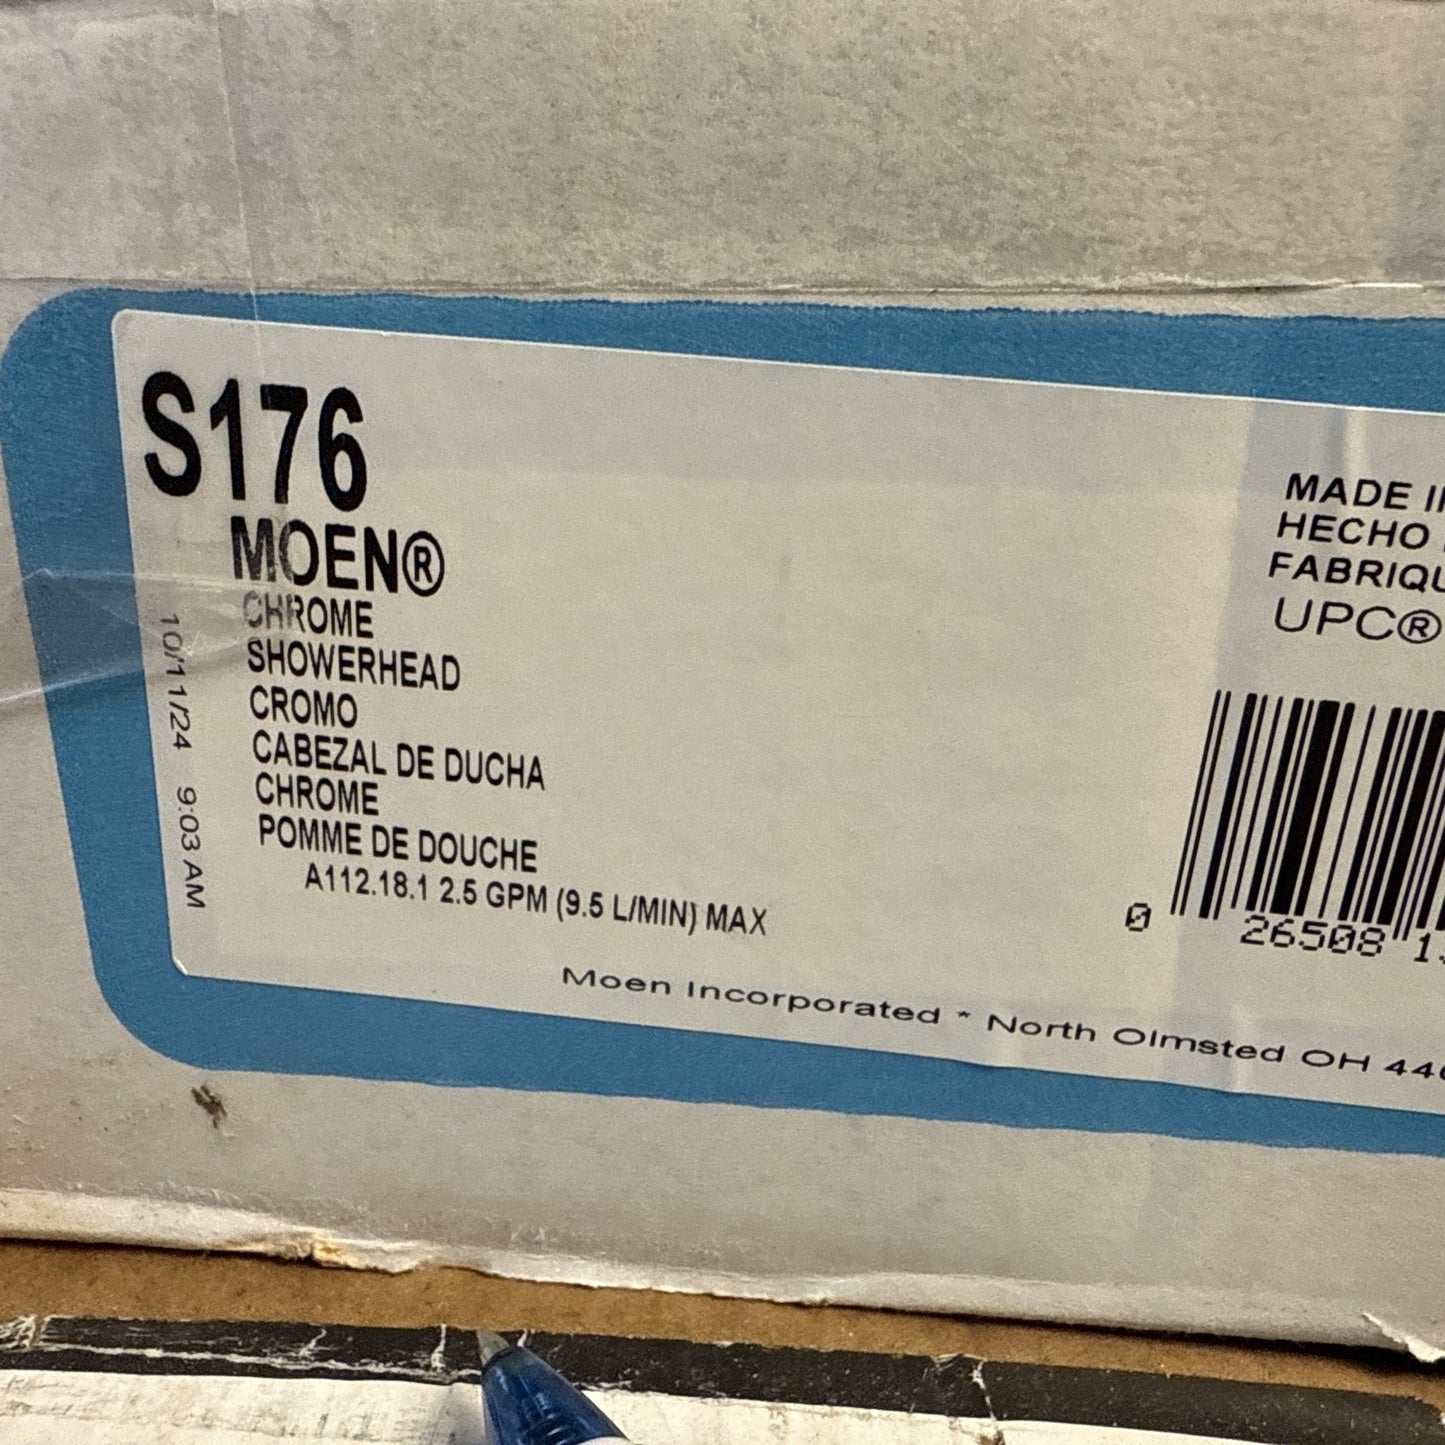 S176
MOEN®
CHROME
SHOWERHEAD
CROMO
CABEZAL DE DUCHA
CHROME
POMME DE DOUCHE
A112.18.1 2.5 GPM (9.5 L/MIN) MAX
10/11/24 9:03 AM
MADE
HECHO
UPC®
0 26508
Moen Incorporated * North Olmsted OH